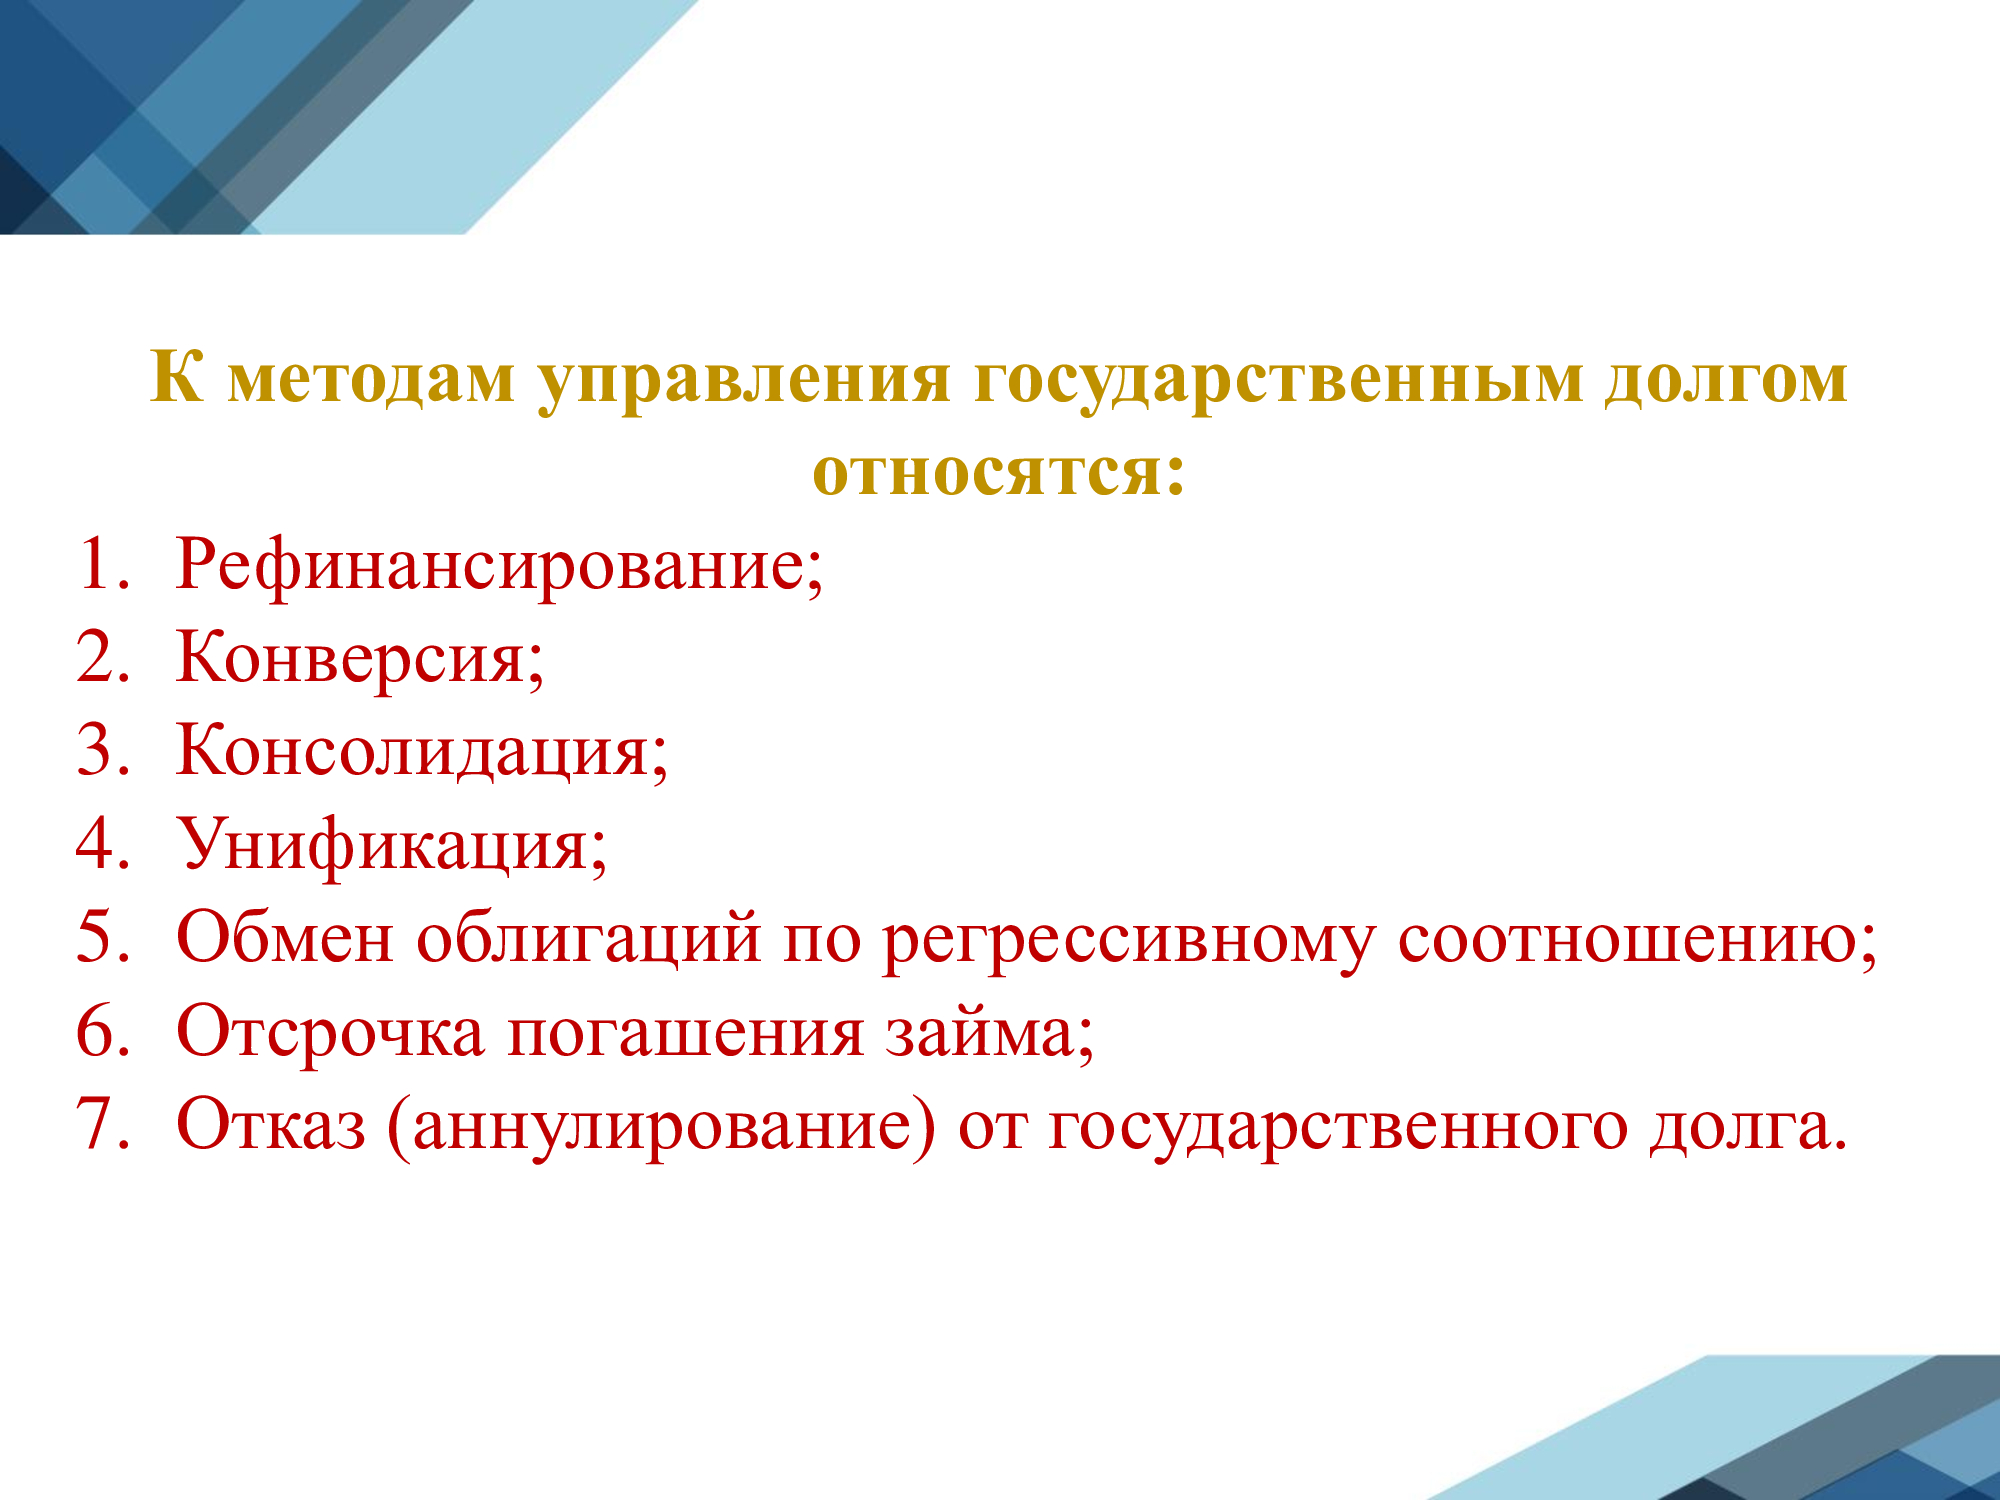 К методам управления государственным долгом
относятся:
1. Рефинансирование;
2. Конверсия;
3. Консолидация;
4. Унификация;
5. Обмен облигаций по регрессивному соотношению;
6. Отсрочка погашения займа;
7. Отказ (аннулирование) от государственного долга.